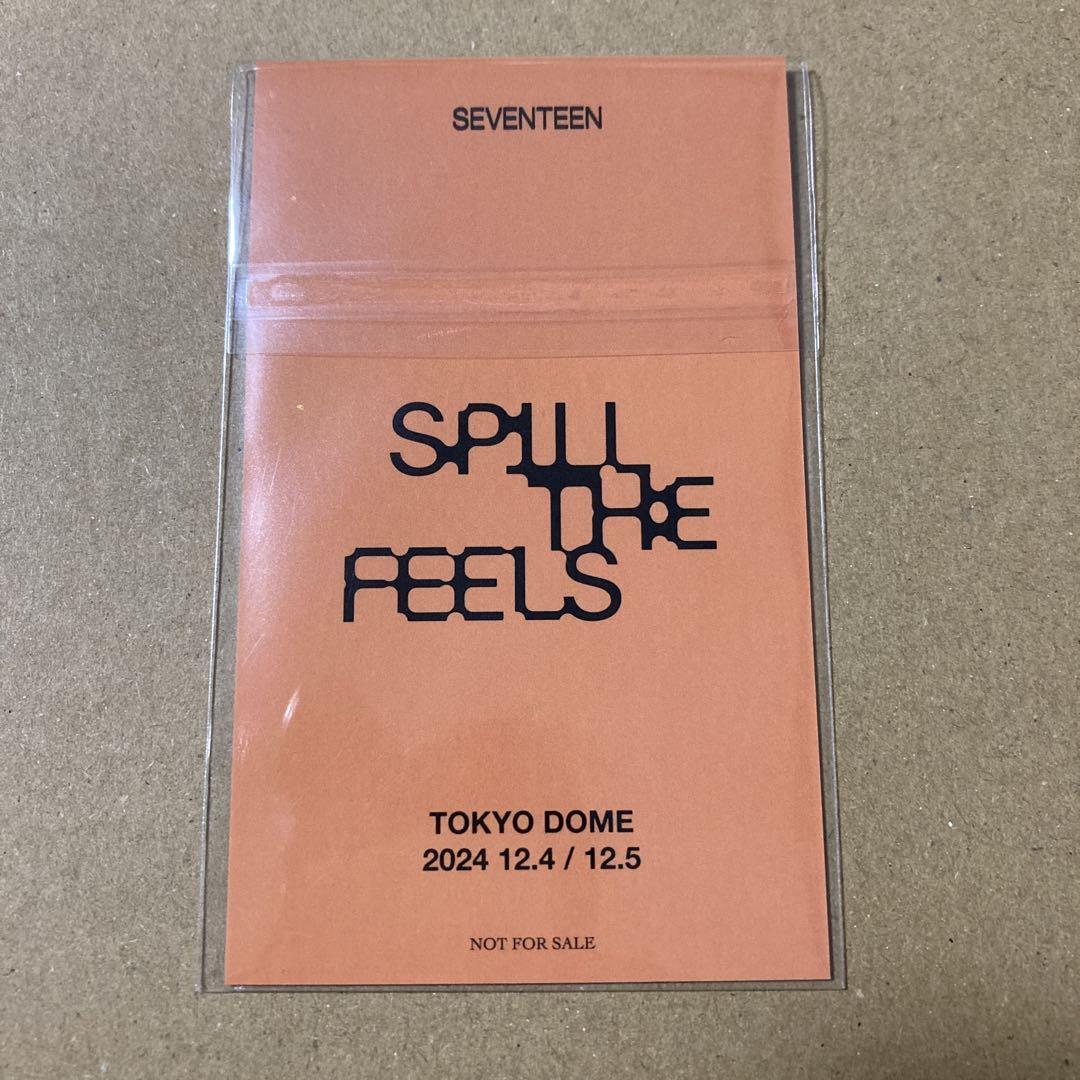 SEVENTEEN
SPILL
THE
FEELS
TOKYO DOME
2024 12.4 / 12.5
NOT FOR SALE